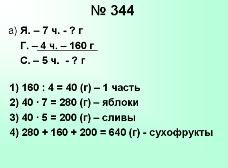 № 344
а) Я. – 7 ч. - ? г
Г. – 4 ч. – 160 г
С. – 5 ч. - ? г
1) 160 : 4 = 40 (г) – 1 часть
2) 40 · 7 = 280 (г) – яблоки
3) 40 · 5 = 200 (г) – сливы
4) 280 + 160 + 200 = 640 (г) - сухофрукты